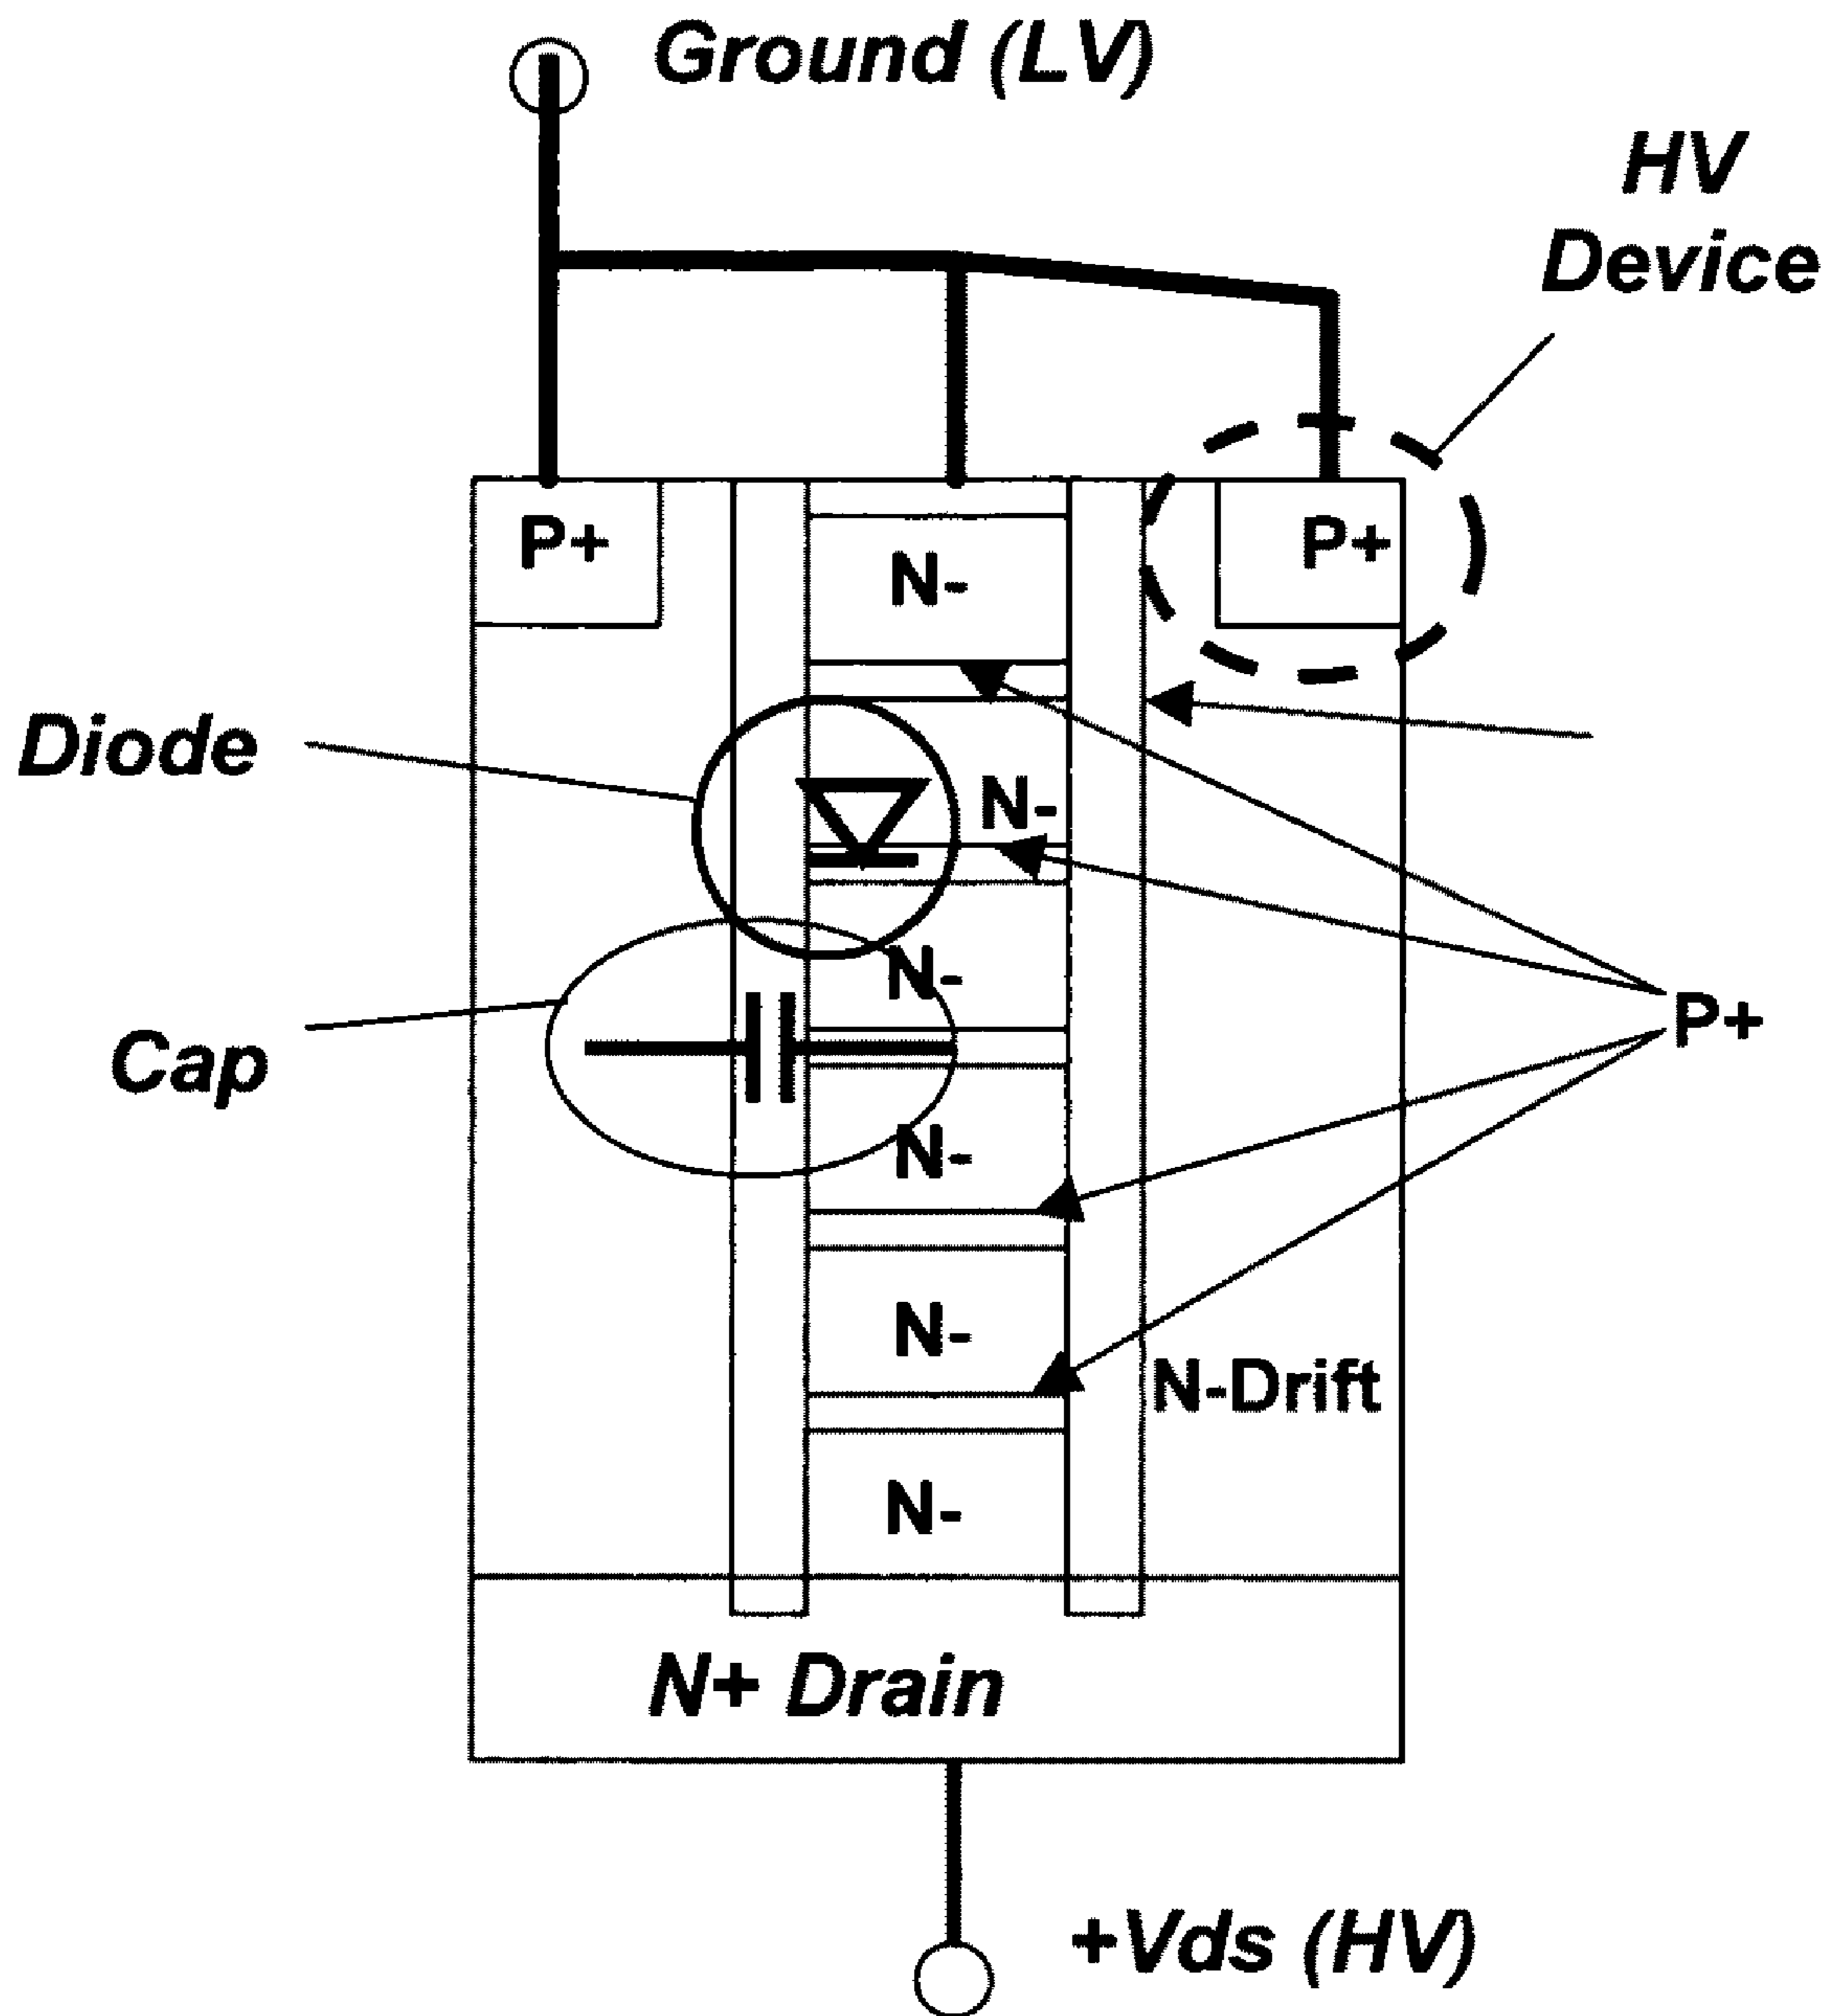 Ground (LV)
HV
Device
P+
P+
N-
Diode
N-
N-
Cap
P+
N-
N-
N-Drift
N-
N+ Drain
+Vds (HV)